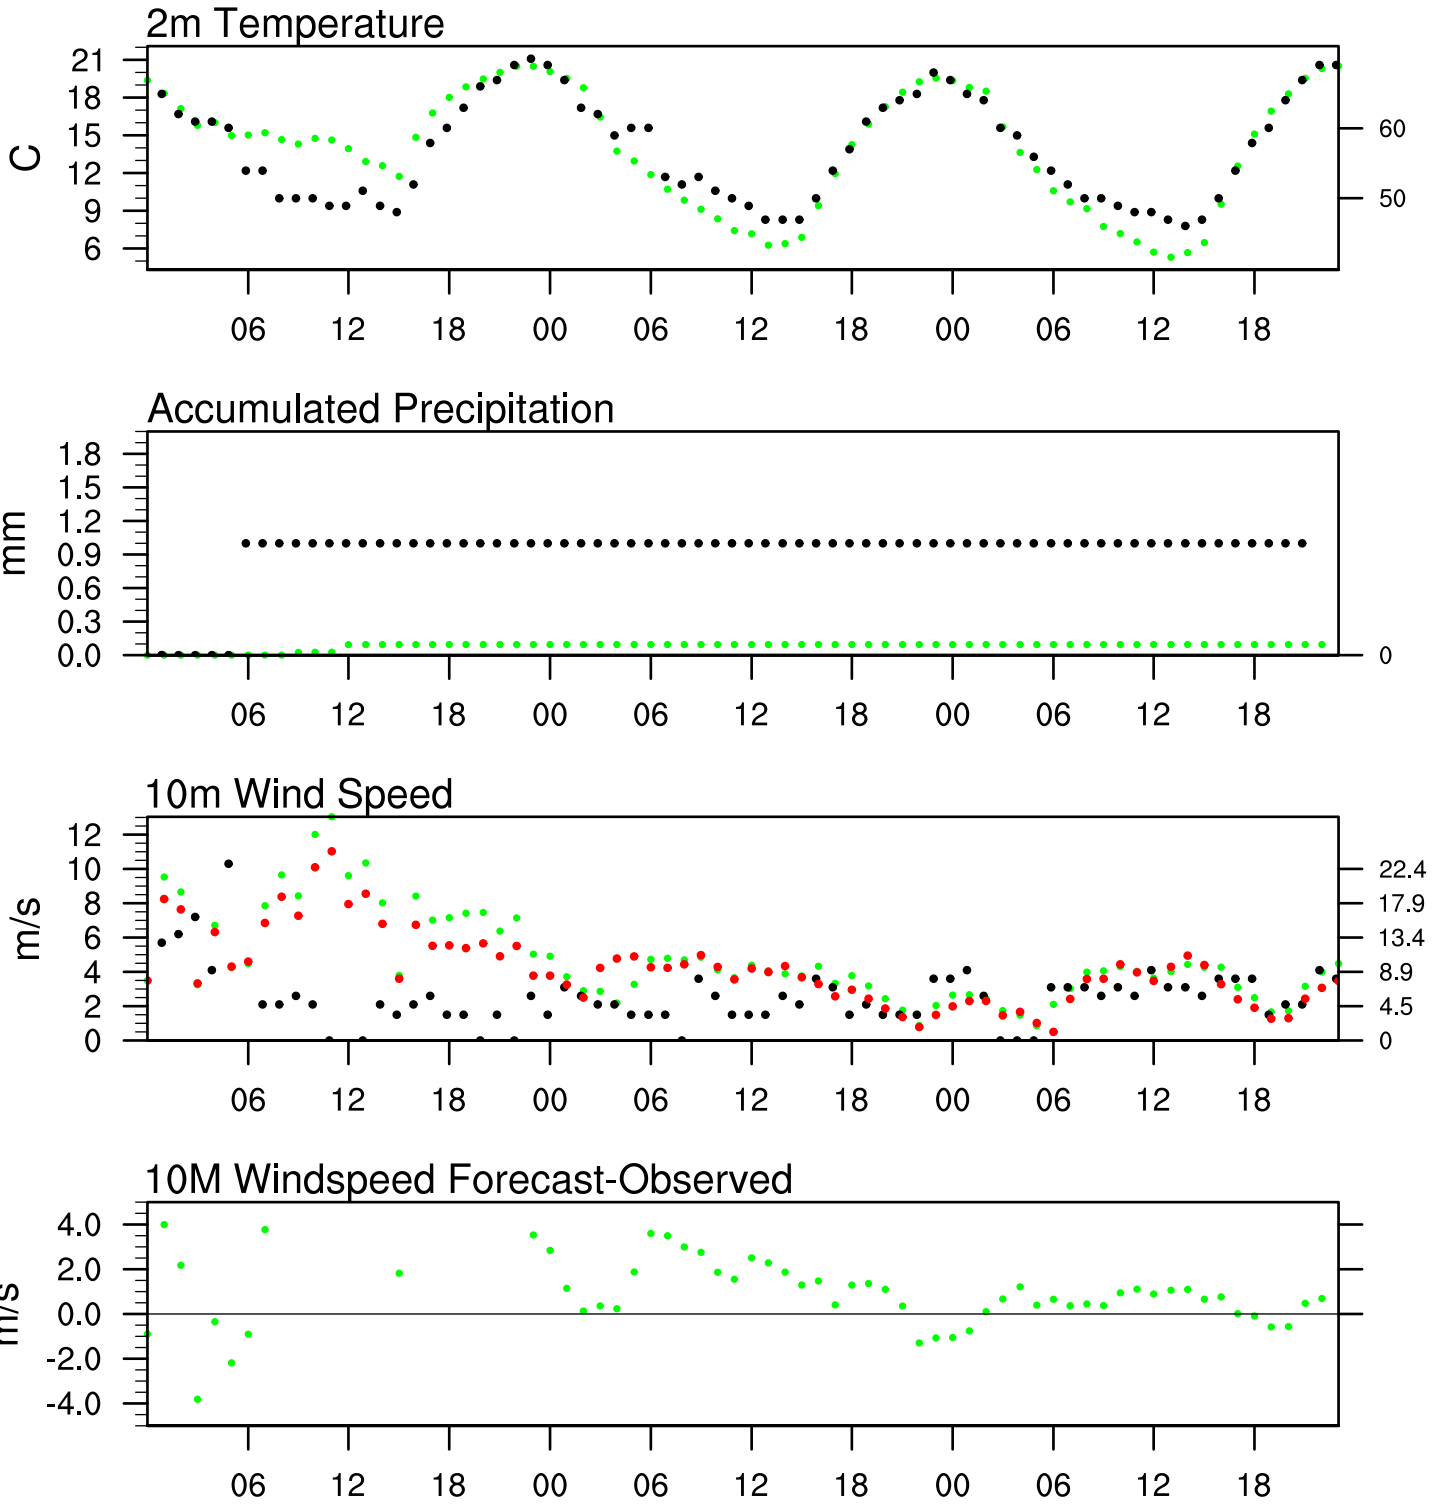 2m Temperature
21
18
15
12
9
6
C
60
50
06 12 18 00 06 12 18 00 06 12 18
Accumulated Precipitation
1.8
1.5
1.2
0.9
0.6
0.3
0.0
mm
0
06 12 18 00 06 12 18 00 06 12 18
10m Wind Speed
12
10
8
6
4
2
0
m/s
22.4
17.9
13.4
8.9
4.5
0
06 12 18 00 06 12 18 00 06 12 18
10M Windspeed Forecast-Observed
4.0
2.0
0.0
-2.0
-4.0
m/s
06 12 18 00 06 12 18 00 06 12 18